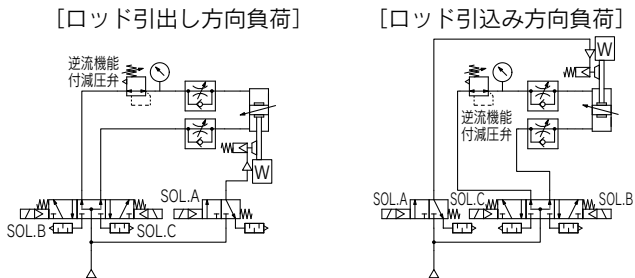 [ロッド引出し方向負荷]
[ロッド引込み方向負荷]
逆流機能
付減圧弁
W
SOL.A
SOL.B
SOL.C
W
逆流機能
付減圧弁
SOL.A
SOL.C
SOL.B